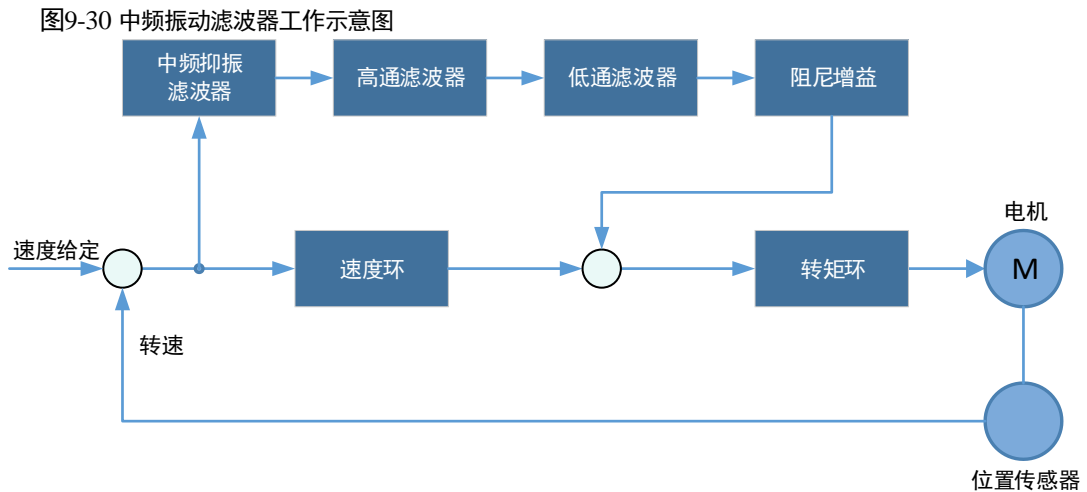 图9-30 中频振动滤波器工作示意图
中频抑振
滤波器
高通滤波器
低通滤波器
阻尼增益
电机
速度给定
速度环
转矩环
M
转速
位置传感器